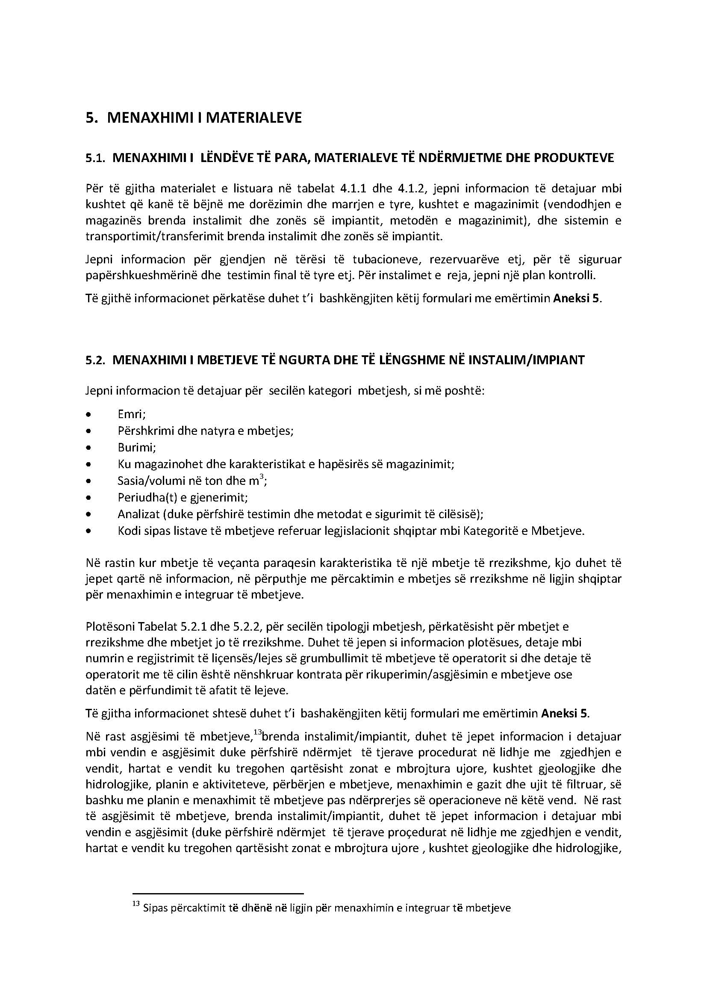 5. MENAXHIMI I MATERIALEVE
5.1. MENAXHIMI I LËNDËVE TË PARA, MATERIALEVE TË NDËRMJETME DHE PRODUKTEVE
Për të gjitha materialet e listuara në tabelat 4.1.1 dhe 4.1.2, jepni informacion të detajuar mbi
kushtet që kanë të bëjnë me dorëzimin dhe marrjen e tyre, kushtet e magazinimit (vendodhjen e
magazinës brenda instalimit dhe zonës së impiantit, metodën e magazinimit), dhe sistemin e
transportimit/transferimit brenda instalimit dhe zonës së impiantit.
Jepni informacion për gjendjen në tërësi të tubacioneve, rezervuarëve etj, për të siguruar
papërshkueshmërinë dhe testimin final të tyre etj. Për instalimet e reja, jepni një plan kontrolli.
Të gjithë informacionet përkatëse duhet t’i bashkëngjiten këtij formulari me emërtimin Aneksi 5.
5.2. MENAXHIMI I MBETJEVE TË NGURTA DHE TË LËNGSHME NË INSTALIM/IMPIANT
Jepni informacion të detajuar për secilën kategori mbetjesh, si më poshtë:
• Emri;
• Përshkrimi dhe natyra e mbetjes;
• Burimi;
• Ku magazinohet dhe karakteristikat e hapësirës së magazinimit;
• Sasia/volumi në ton dhe m³;
• Periudha(t) e gjenerimit;
• Analizat (duke përfshirë testimin dhe metodat e sigurimit të cilësisë);
• Kodi sipas listave të mbetjeve referuar legjislacionit shqiptar mbi Kategoritë e Mbetjeve.
Në rastin kur mbetje të veçanta paraqesin karakteristika të një mbetje të rrezikshme, kjo duhet të
jepet qartë në informacion, në përputhje me përcaktimin e mbetjes së rrezikshme në ligjin shqiptar
për menaxhimin e integruar të mbetjeve.
Plotësoni Tabelat 5.2.1 dhe 5.2.2, për secilën tipologji mbetjesh, përkatësisht për mbetjet e
rrezikshme dhe mbetjet jo të rrezikshme. Duhet të jepen si informacion plotësues, detaje mbi
numrin e regjistrimit të liçensës/lejes së grumbullimit të mbetjeve të operatorit si dhe detaje të
operatorit me të cilin është nënshkruar kontrata për rikuperimin/asgjësimin e mbetjeve ose
datën e përfundimit të afatit të lejeve.
Të gjitha informacionet shtesë duhet t’i bashakëngjiten këtij formulari me emërtimin Aneksi 5.
Në rast asgjësimi të mbetjeve,¹³brenda instalimit/impiantit, duhet të jepet informacion i detajuar
mbi vendin e asgjësimit duke përfshirë ndërmjet të tjerave procedurat në lidhje me zgjedhjen e
vendit, hartat e vendit ku tregohen qartësisht zonat e mbrojtura ujore, kushtet gjeologjike dhe
hidrologjike, planin e aktiviteteve, përbërjen e mbetjeve, menaxhimin e gazit dhe ujit të filtruar, së
bashku me planin e menaxhimit të mbetjeve pas ndërprerjes së operacioneve në këtë vend. Në rast
të asgjësimit të mbetjeve, brenda instalimit/impiantit, duhet të jepet informacion i detajuar mbi
vendin e asgjësimit (duke përfshirë ndërmjet të tjerave proçedurat në lidhje me zgjedhjen e vendit,
hartat e vendit ku tregohen qartësisht zonat e mbrojtura ujore , kushtet gjeologjike dhe hidrologjike,
¹³ Sipas përcaktimit të dhënë në ligjin për menaxhimin e integruar të mbetjeve